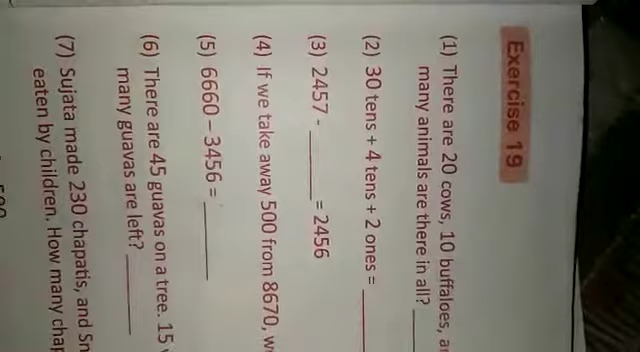 Exercise 19
(1) There are 20 cows, 10 buffaloes,
many animals are there in all? ______
(2) 30 tens + 4 tens + 2 ones = ______
(3) 2457 - ______ = 2456
(4) If we take away 500 from 8670,
(5) 6660 – 3456 = ______
(6) There are 45 guavas on a tree. 15
many guavas are left? ______
(7) Sujata made 230 chapatis, and
eaten by children. How many